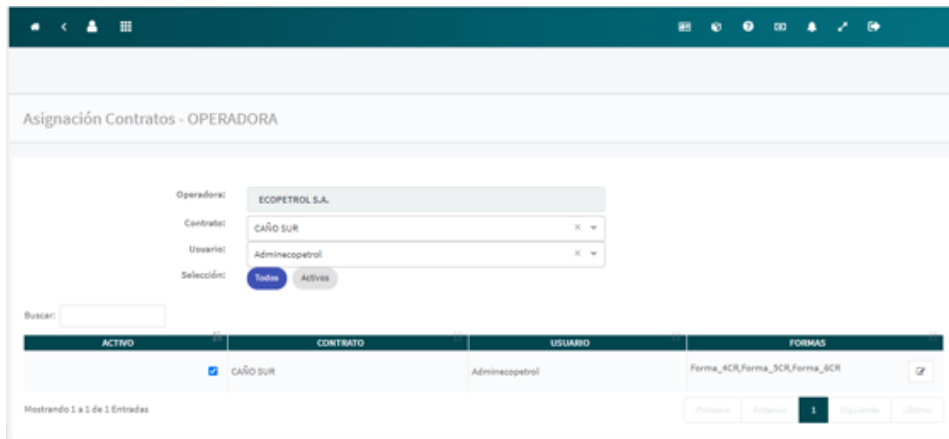 Asignación Contratos - OPERADORA
Operadora: ECOPETROL S.A.
Contrato: CAÑO SUR
Usuario: Adminecopetrol
Selección: Todos Activos
Buscar:
ACTIVO CONTRATO USUARIO FORMAS
CAÑO SUR Adminecopetrol Forma_4CR,Forma_5CR,Forma_6CR
Mostrando 1 a 1 de 1 Entradas Primero Anterior 1 Siguiente Último